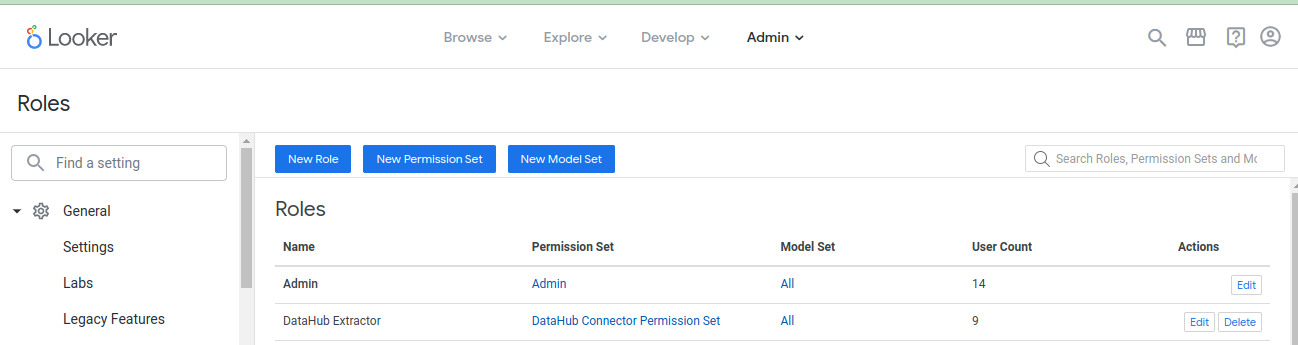 Looker
Browse Explore Develop Admin
Roles
Find a setting
New Role New Permission Set New Model Set
Search Roles, Permission Sets and Mo
General
Settings
Labs
Legacy Features
Roles
Name Permission Set Model Set User Count Actions
Admin Admin All 14 Edit
DataHub Extractor DataHub Connector Permission Set All 9 Edit Delete